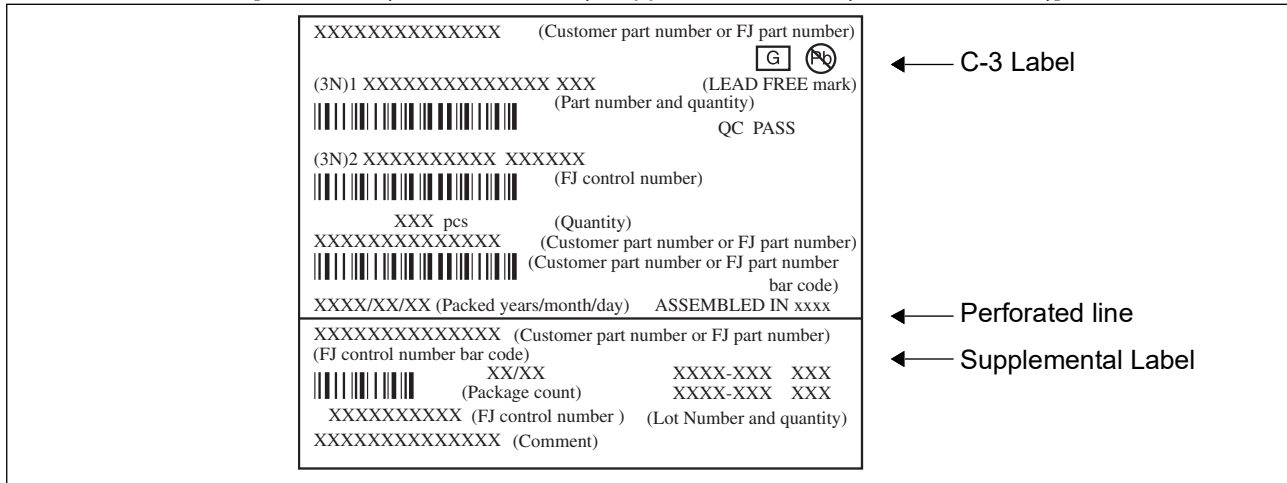 XXXXXXXXXXXXXX (Customer part number or FJ part number)
G Pb
C-3 Label
(3N)1 XXXXXXXXXXXXXX XXX (LEAD FREE mark)
(Part number and quantity)
QC PASS
(3N)2 XXXXXXXXXX XXXXXX
(FJ control number)
XXX pcs (Quantity)
XXXXXXXXXXXXXX (Customer part number or FJ part number)
(Customer part number or FJ part number
bar code)
XXXX/XX/XX (Packed years/month/day) ASSEMBLED IN xxxx
Perforated line
XXXXXXXXXXXXXX (Customer part number or FJ part number)
(FJ control number bar code)
Supplemental Label
XX/XX XXXX-XXX XXX
(Package count) XXXX-XXX XXX
XXXXXXXXXX (FJ control number ) (Lot Number and quantity)
XXXXXXXXXXXXXX (Comment)